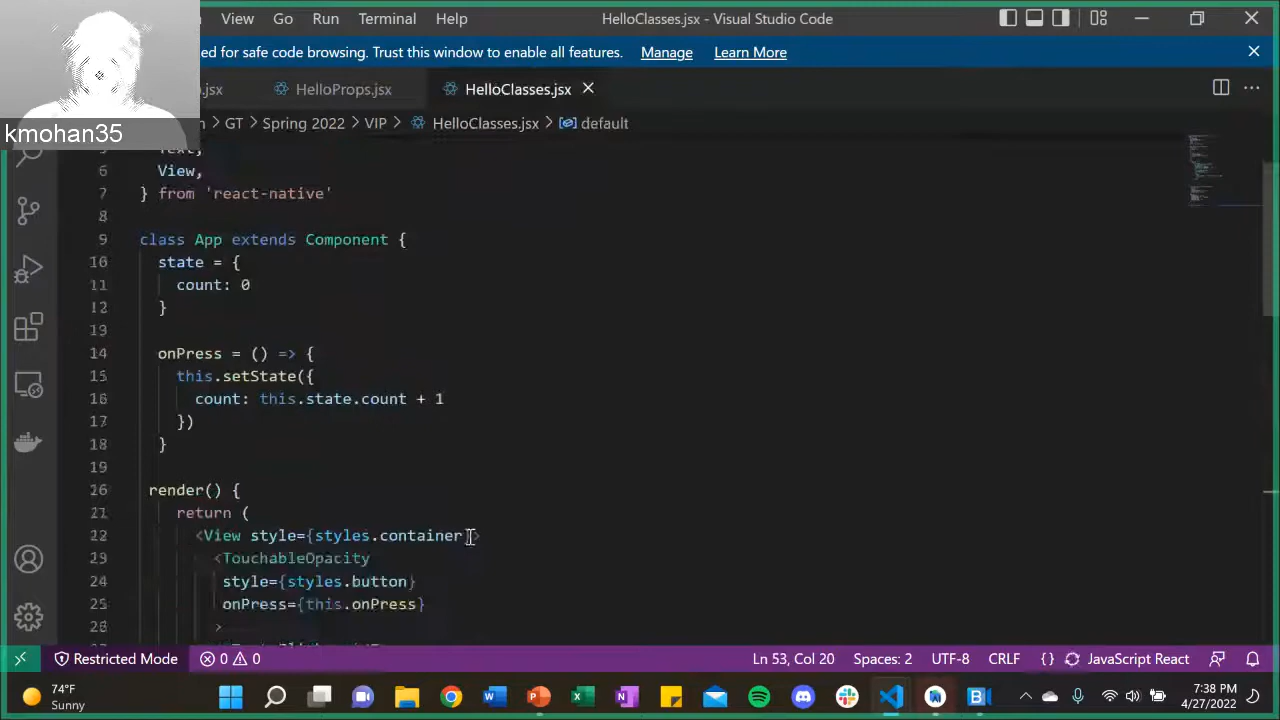 View Go Run Terminal Help HelloClasses.jsx - Visual Studio Code
ed for safe code browsing. Trust this window to enable all features. Manage Learn More
.jsx HelloProps.jsx HelloClasses.jsx
kmohan35
GT > Spring 2022 > VIP > HelloClasses.jsx > default
Text,
6 View,
7 } from 'react-native'
8
9 class App extends Component {
10 state = {
11 count: 0
12 }
13
14 onPress = () => {
15 this.setState({
16 count: this.state.count + 1
17 })
18 }
19
20 render() {
21 return (
22 <View style={styles.container}>
23 <TouchableOpacity
24 style={styles.button}
25 onPress={this.onPress}
26 >
Restricted Mode 0 0 Ln 53, Col 20 Spaces: 2 UTF-8 CRLF {} JavaScript React
74°F
Sunny
7:38 PM
4/27/2022